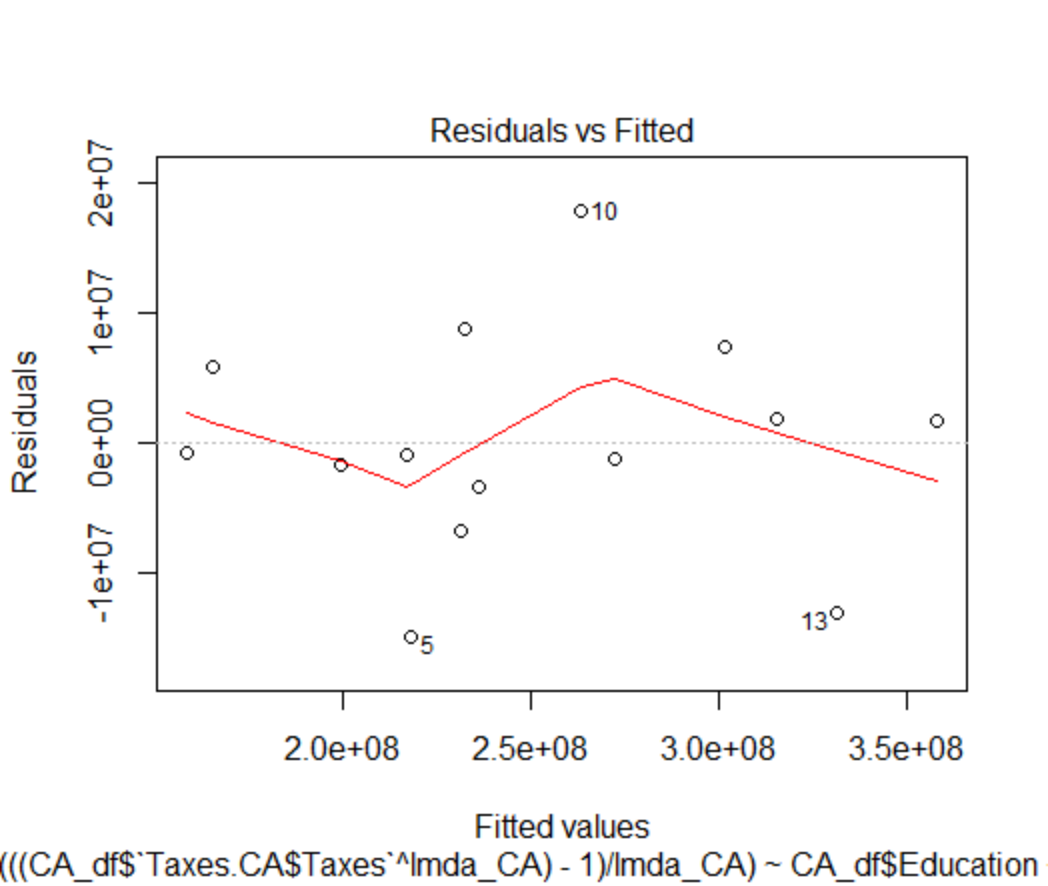 Residuals vs Fitted
2e+07
1e+07
0e+00
-1e+07
Residuals
10
5
13
2.0e+08 2.5e+08 3.0e+08 3.5e+08
Fitted values
(((CA_df$`Taxes.CA$Taxes`^lmda_CA) - 1)/lmda_CA) ~ CA_df$Education